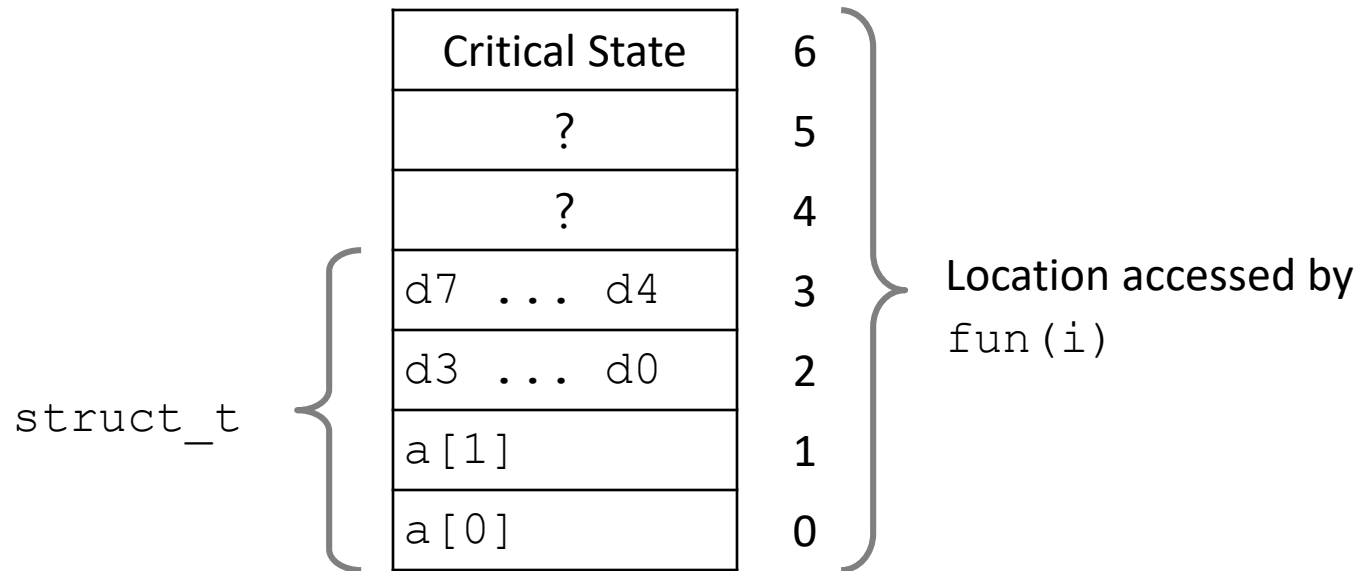 Critical State 6
? 5
? 4
d7 ... d4 3
Location accessed by
fun(i)
d3 ... d0 2
struct_t
a[1] 1
a[0] 0